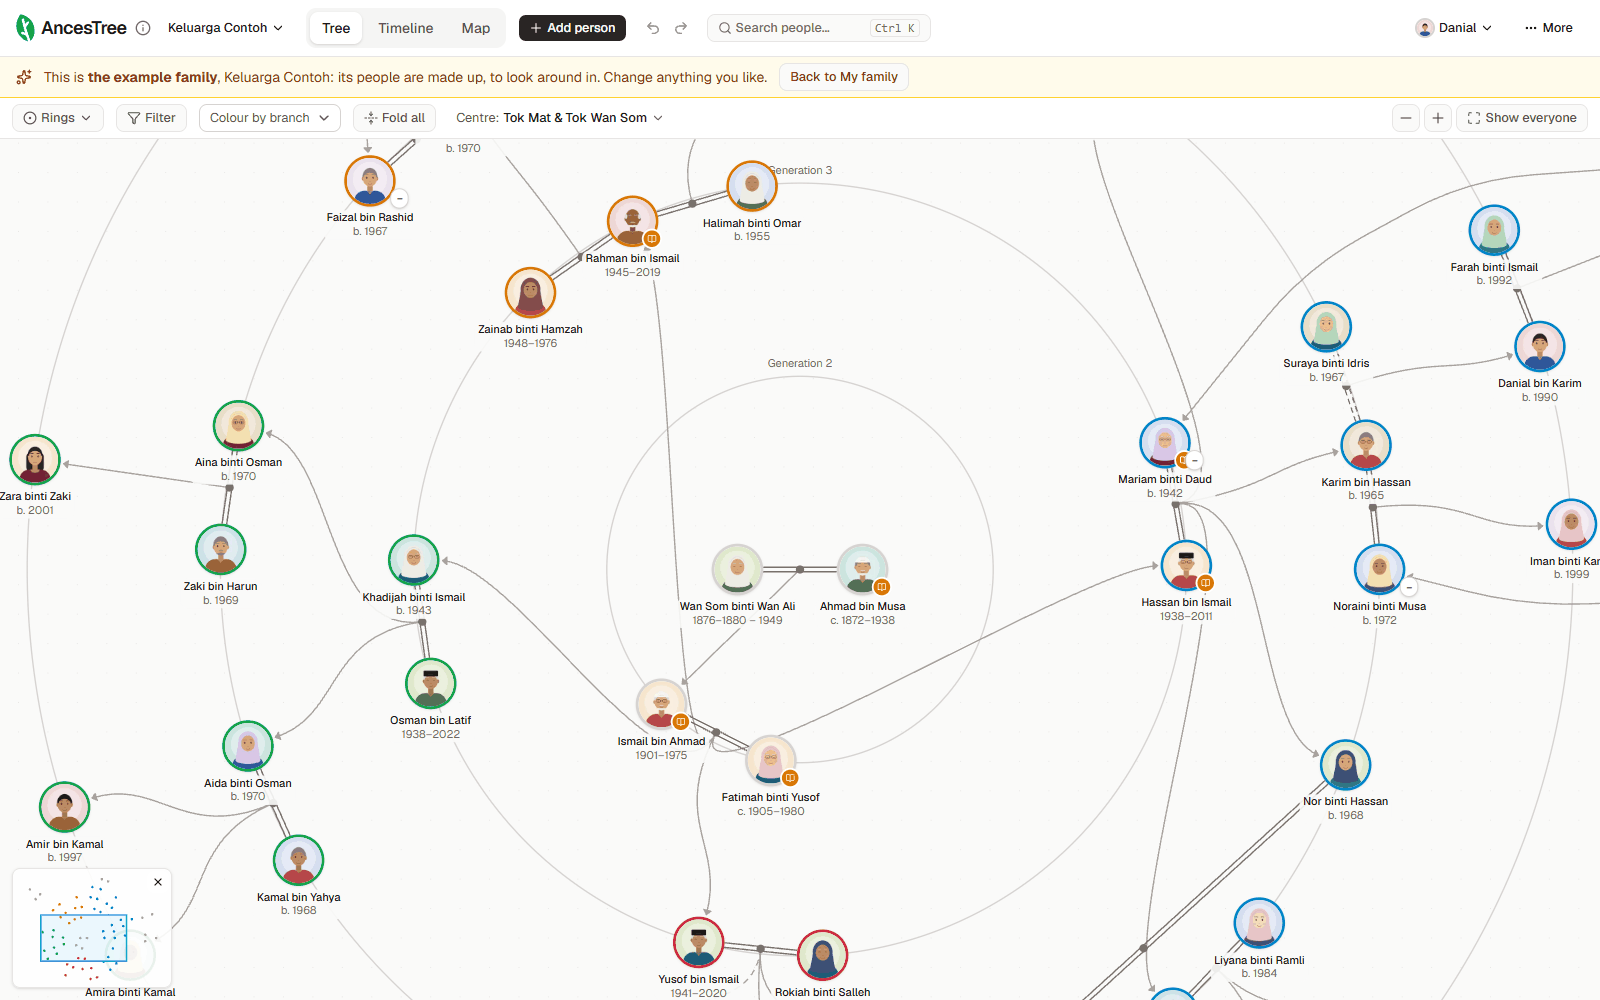 AncesTree
Keluarga Contoh
Tree
Timeline
Map
Add person
Search people...
Ctrl K
Danial
More
This is the example family, Keluarga Contoh: its people are made up, to look around in. Change anything you like.
Back to My family
Rings
Filter
Colour by branch
Fold all
Centre: Tok Mat & Tok Wan Som
Show everyone
b. 1970
Generation 3
Faizal bin Rashid
b. 1967
Halimah binti Omar
b. 1955
Rahman bin Ismail
1945–2019
Zainab binti Hamzah
1948–1976
Farah binti Ismail
b. 1992
Generation 2
Suraya binti Idris
b. 1967
Danial bin Karim
b. 1990
Aina binti Osman
b. 1970
Zara binti Zaki
b. 2001
Mariam binti Daud
b. 1942
Karim bin Hassan
b. 1965
Iman binti Kar
b. 1999
Zaki bin Harun
b. 1969
Khadijah binti Ismail
b. 1943
Wan Som binti Wan Ali
1876–1880 – 1949
Ahmad bin Musa
c. 1872–1938
Hassan bin Ismail
1938–2011
Noraini binti Musa
b. 1972
Osman bin Latif
1938–2022
Ismail bin Ahmad
1901–1975
Aida binti Osman
b. 1970
Fatimah binti Yusof
c. 1905–1980
Nor binti Hassan
b. 1968
Amir bin Kamal
b. 1997
Kamal bin Yahya
b. 1968
Liyana binti Ramli
b. 1984
Yusof bin Ismail
1941–2020
Rokiah binti Salleh
Amira binti Kamal